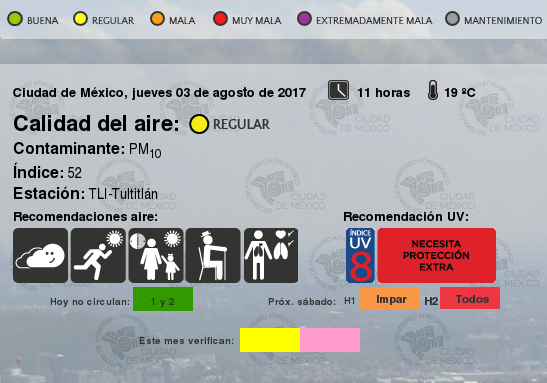 BUENA REGULAR MALA MUY MALA EXTREMADAMENTE MALA MANTENIMIENTO
Ciudad de México, jueves 03 de agosto de 2017 11 horas 19 ºC
Calidad del aire: REGULAR
Contaminante: PM10
Índice: 52
Estación: TLI-Tultitlán
Recomendaciones aire: Recomendación UV:
ÍNDICE
UV
8
NECESITA
PROTECCIÓN
EXTRA
Hoy no circulan: 1 y 2 Próx. sábado: H1 Impar H2 Todos
Este mes verifican: